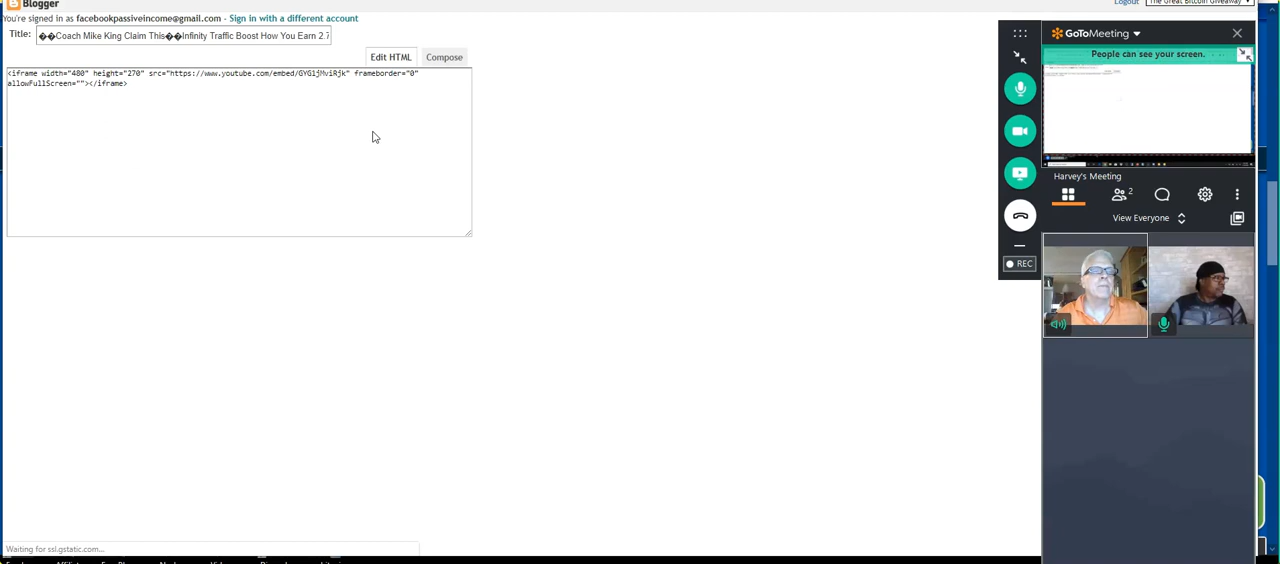 Blogger
Logout
The Great Bitcoin Giveaway
You're signed in as facebookpassiveincome@gmail.com - Sign in with a different account
Title: ��Coach Mike King Claim This��Infinity Traffic Boost How You Earn 2.7
Edit HTML
Compose
<iframe width="480" height="270" src="https://www.youtube.com/embed/GYG1jMviRjk" frameborder="0"
allowFullScreen=""></iframe>
GoToMeeting
People can see your screen.
Harvey's Meeting
2
View Everyone
REC
Waiting for ssl.gstatic.com...